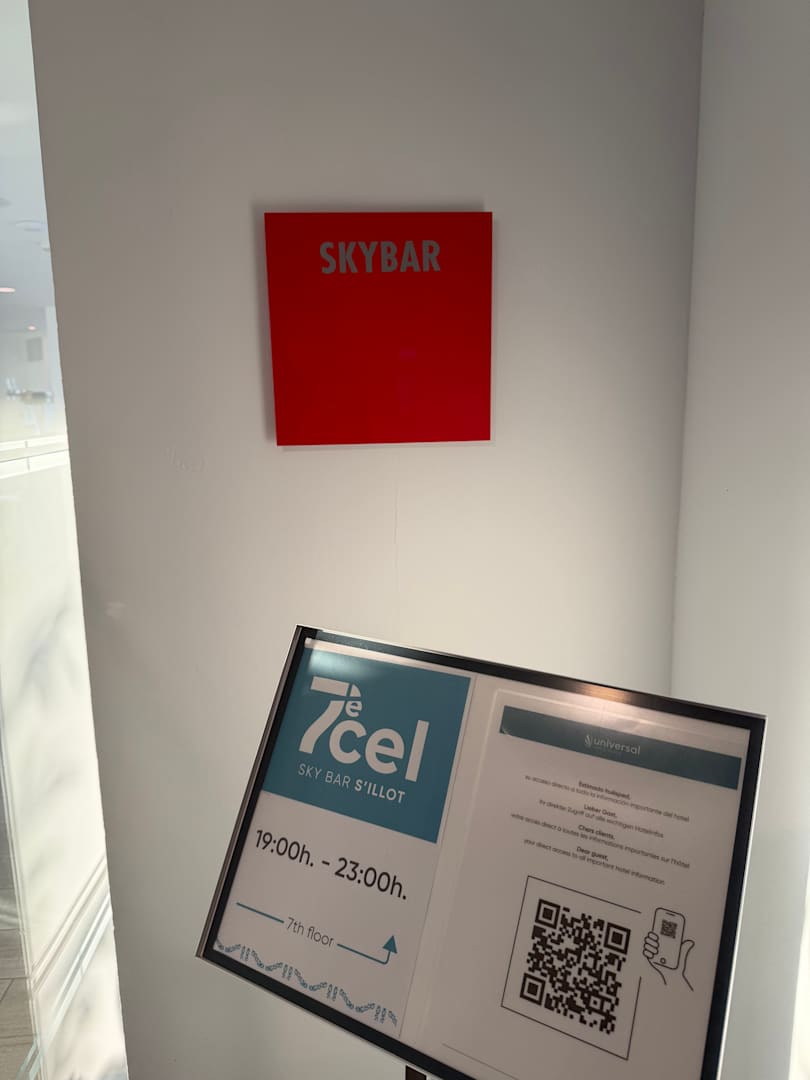 SKYBAR
7è cel
SKY BAR S'ILLOT
19:00h. - 23:00h.
7th floor
universal
Estimado huésped,
su acceso directo a toda la información importante del hotel
Lieber Gast,
Ihr direkter Zugriff auf alle wichtigen Hotelinfos
Chers clients,
votre accès direct à toutes les informations importantes sur l'hôtel
Dear guest,
your direct access to all important hotel information